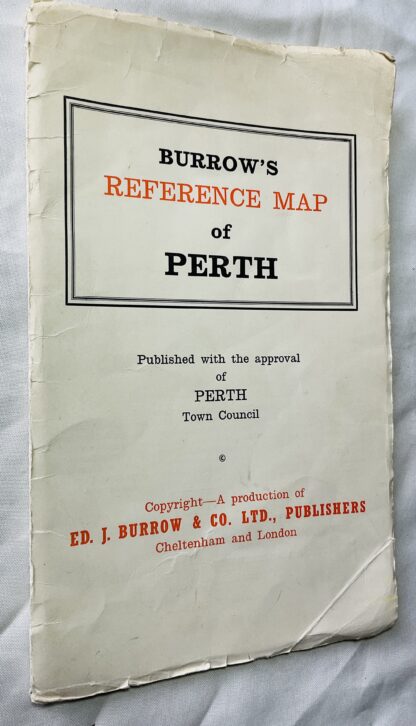 BURROW'S
REFERENCE MAP
of
PERTH
Published with the approval
of
PERTH
Town Council
©
Copyright—A production of
ED. J. BURROW & CO. LTD., PUBLISHERS
Cheltenham and London